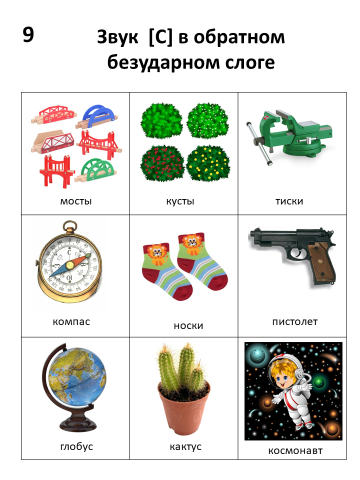 9
Звук [С] в обратном
безударном слоге
мосты
кусты
тиски
компас
носки
пистолет
глобус
кактус
космонавт